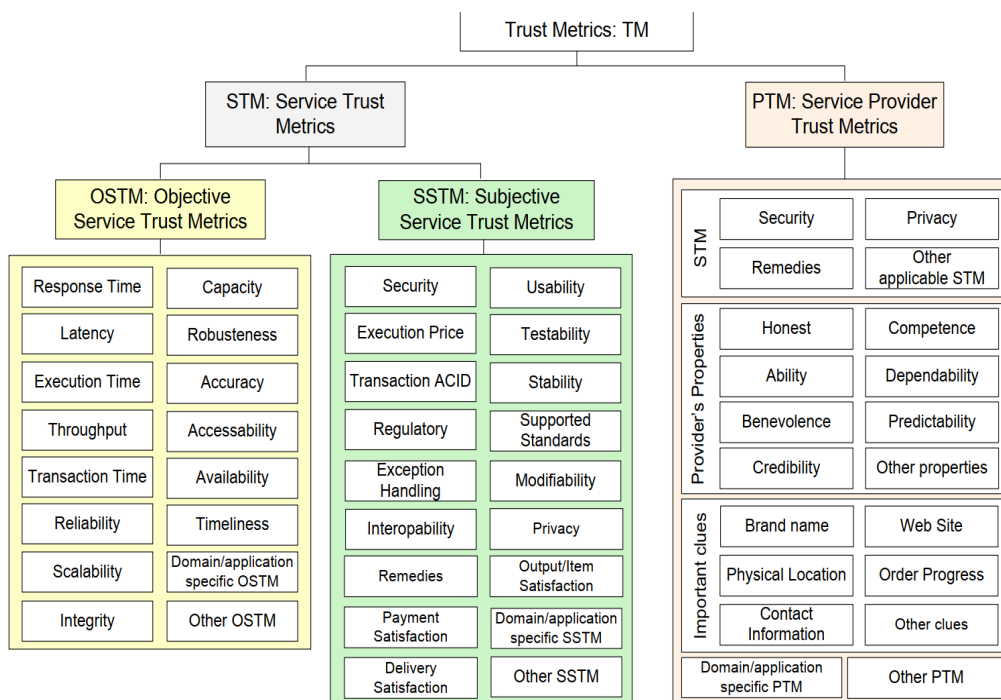 Trust Metrics: TM
STM: Service Trust
Metrics
PTM: Service Provider
Trust Metrics
OSTM: Objective
Service Trust Metrics
SSTM: Subjective
Service Trust Metrics
Response Time
Capacity
Latency
Robusteness
Execution Time
Accuracy
Throughput
Accessability
Transaction Time
Availability
Reliability
Timeliness
Scalability
Domain/application
specific OSTM
Integrity
Other OSTM
Security
Usability
Execution Price
Testability
Transaction ACID
Stability
Regulatory
Supported
Standards
Exception
Handling
Modifiability
Interopability
Privacy
Remedies
Output/Item
Satisfaction
Payment
Satisfaction
Domain/application
specific SSTM
Delivery
Satisfaction
Other SSTM
STM
Security
Privacy
Remedies
Other
applicable STM
Provider's Properties
Honest
Competence
Ability
Dependability
Benevolence
Predictability
Credibility
Other properties
Important clues
Brand name
Web Site
Physical Location
Order Progress
Contact
Information
Other clues
Domain/application
specific PTM
Other PTM